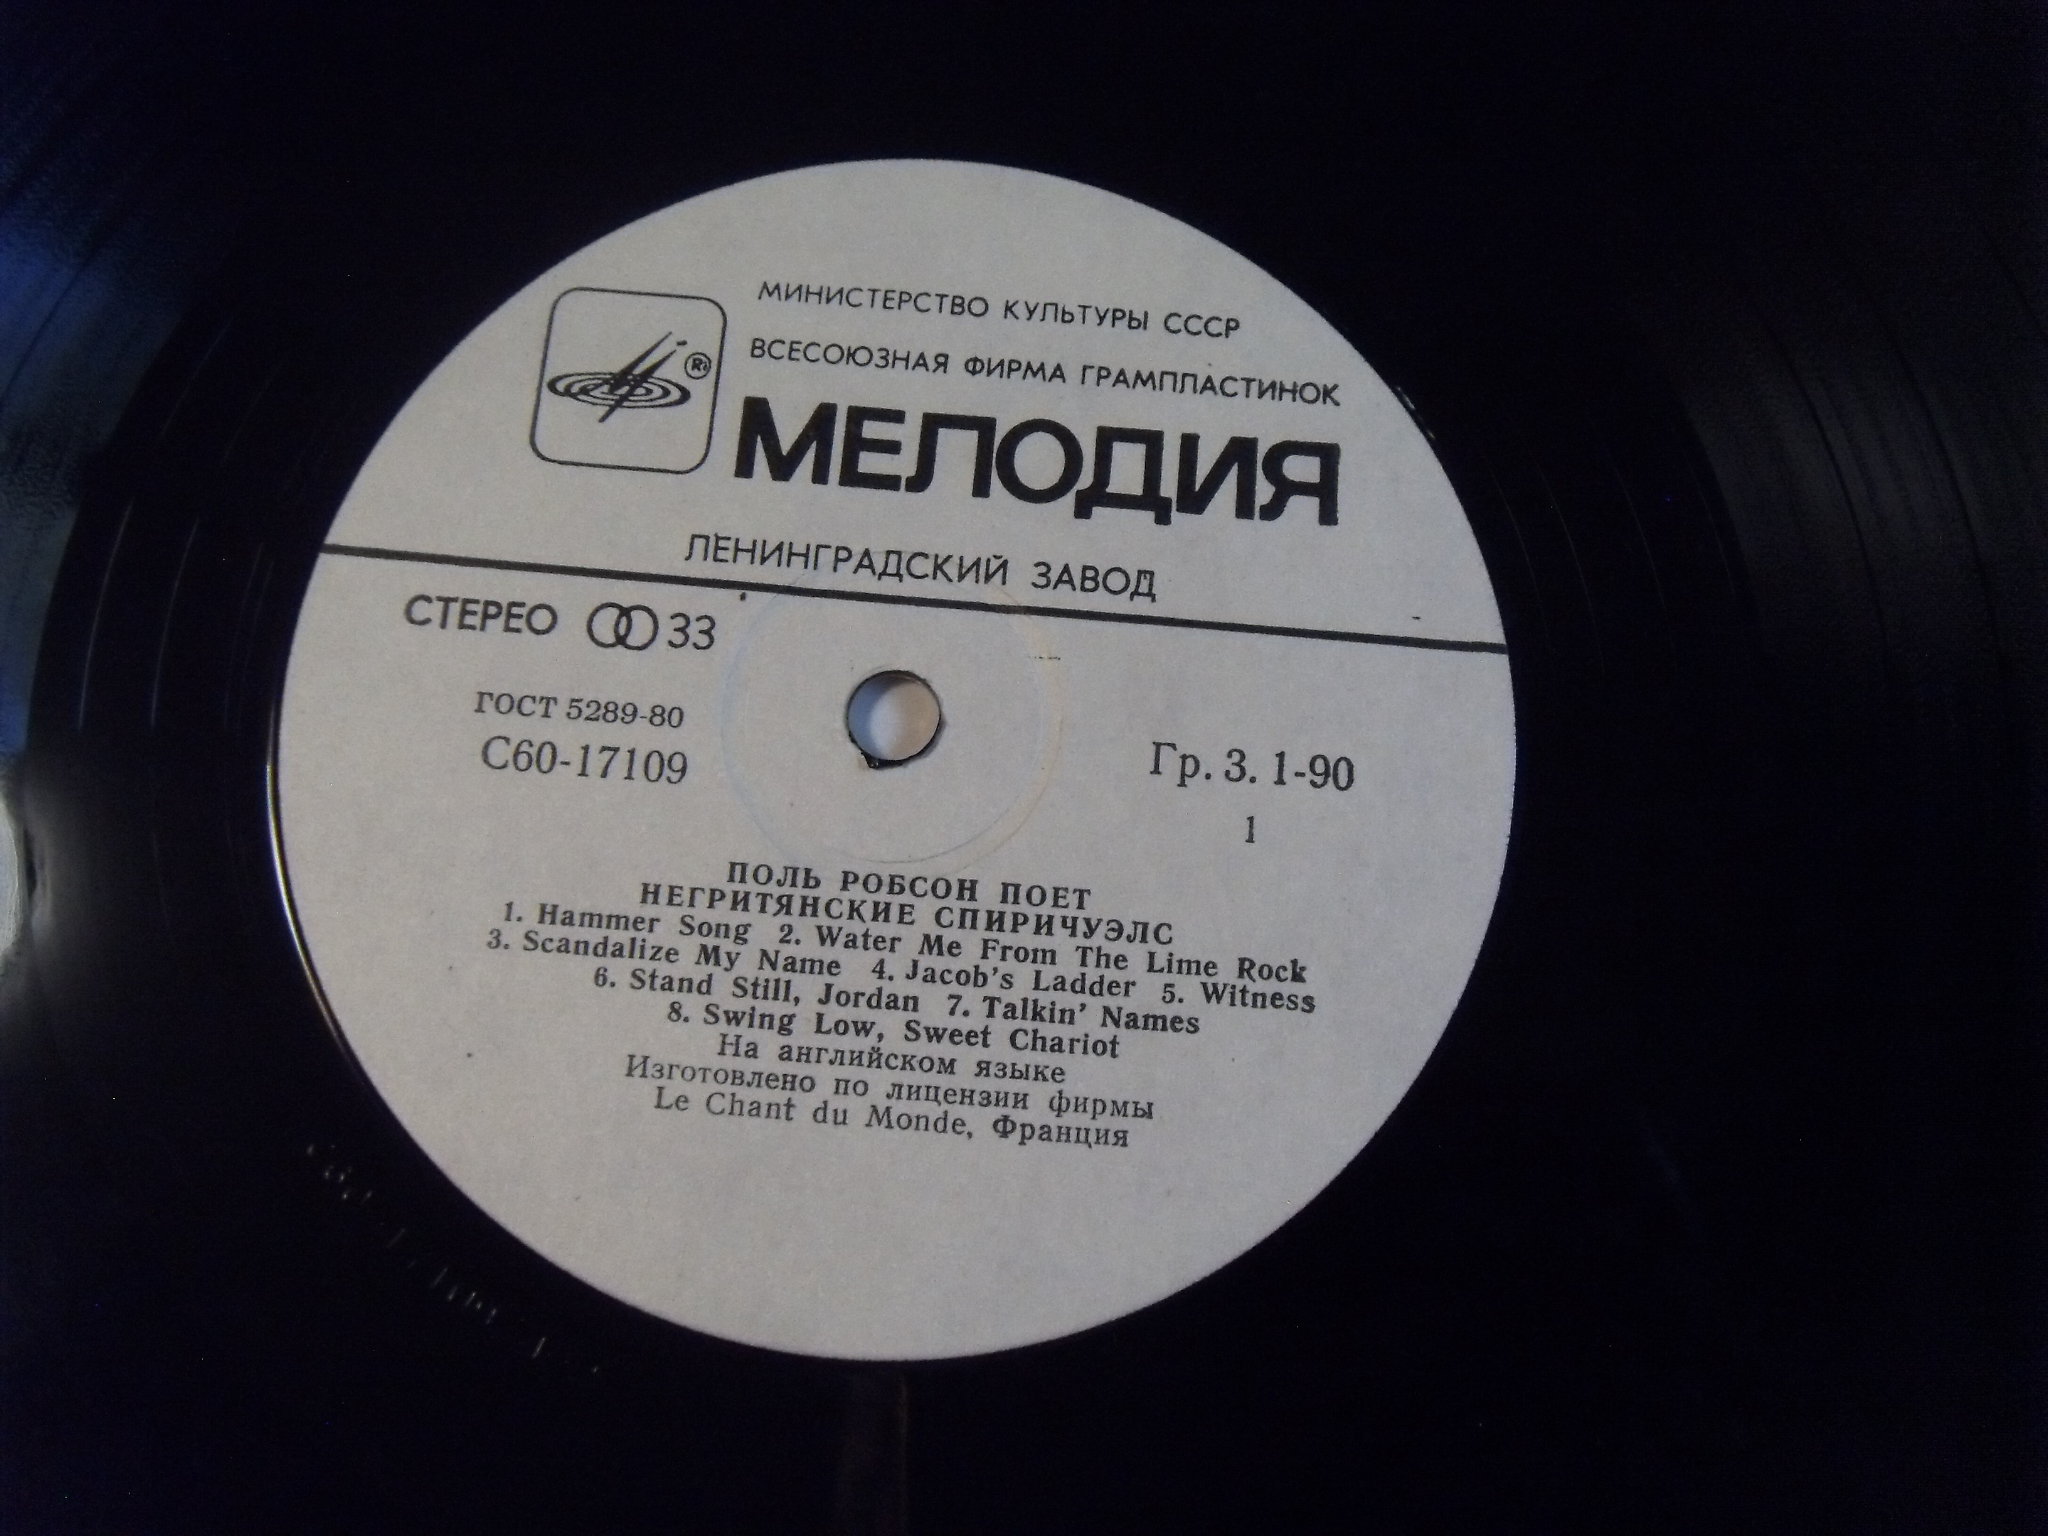 МИНИСТЕРСТВО КУЛЬТУРЫ СССР
ВСЕСОЮЗНАЯ ФИРМА ГРАМПЛАСТИНОК
®
МЕЛОДИЯ
ЛЕНИНГРАДСКИЙ ЗАВОД
СТЕРЕО 33
ГОСТ 5289-80
С60-17109
Гр. 3. 1-90
1
ПОЛЬ РОБСОН ПОЕТ
НЕГРИТЯНСКИЕ СПИРИЧУЭЛС
1. Hammer Song 2. Water Me From The Lime Rock
3. Scandalize My Name 4. Jacob's Ladder 5. Witness
6. Stand Still, Jordan 7. Talkin' Names
8. Swing Low, Sweet Chariot
На английском языке
Изготовлено по лицензии фирмы
Le Chant du Monde, Франция